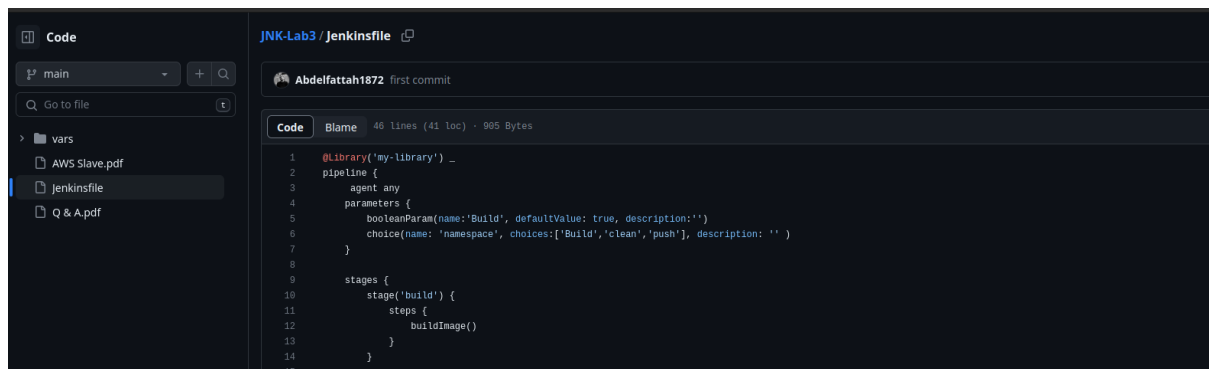 Code
main
Go to file
t
vars
AWS Slave.pdf
Jenkinsfile
Q & A.pdf
JNK-Lab3 / Jenkinsfile
Abdelfattah1872 first commit
Code Blame 46 lines (41 loc) · 905 Bytes
1 @Library('my-library') _
2 pipeline {
3 agent any
4 parameters {
5 booleanParam(name:'Build', defaultValue: true, description:'')
6 choice(name: 'namespace', choices:['Build','clean','push'], description: '' )
7 }
8
9 stages {
10 stage('build') {
11 steps {
12 buildImage()
13 }
14 }